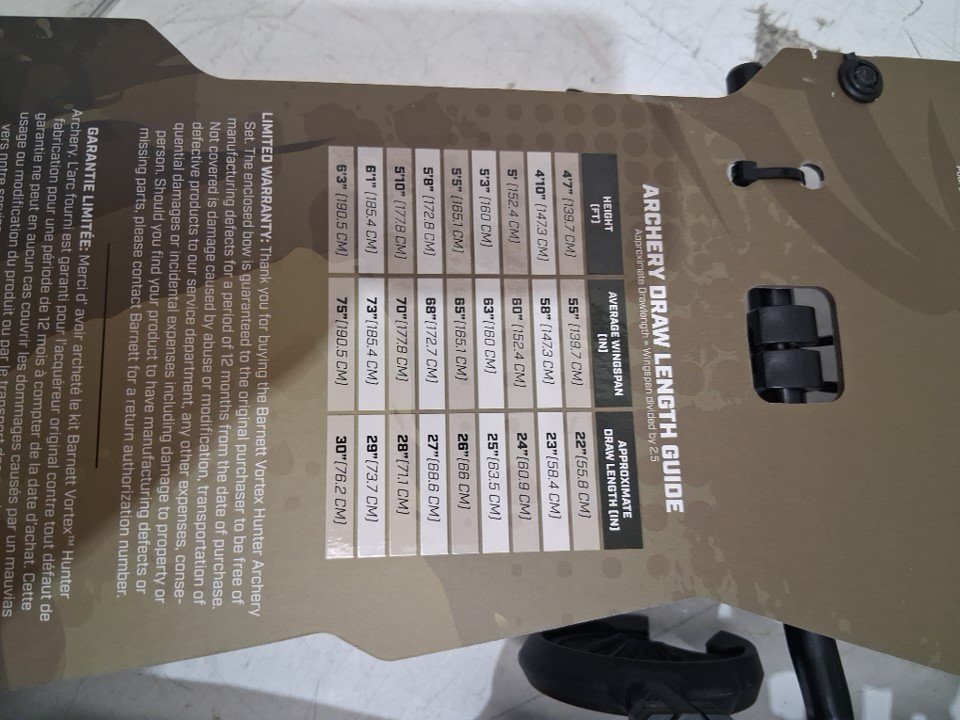 ARCHERY DRAW LENGTH GUIDE
Approximate Drawlength = Wingspan divided by 2.5
HEIGHT (FT) AVERAGE WINGSPAN (IN) APPROXIMATE DRAW LENGTH (IN)
4'7" (139.7 CM) 55" (139.7 CM) 22" (55.8 CM)
4'10" (147.3 CM) 58" (147.3 CM) 23" (58.4 CM)
5' (152.4 CM) 60" (152.4 CM) 24" (60.9 CM)
5'3" (160 CM) 63" (160 CM) 25" (63.5 CM)
5'5" (165.1 CM) 65" (165.1 CM) 26" (66 CM)
5'8" (172.8 CM) 68" (172.7 CM) 27" (68.8 CM)
5'10" (177.8 CM) 70" (177.8 CM) 28" (71.1 CM)
6'1" (185.4 CM) 73" (185.4 CM) 29" (73.7 CM)
6'3" (190.5 CM) 75" (190.5 CM) 30" (76.2 CM)
LIMITED WARRANTY: Thank you for buying the Barnett Vortex Hunter Archery
Set. The enclosed bow is guaranteed to the original purchaser to be free of
manufacturing defects for a period of 12 months from the date of purchase.
Not covered is damage caused by abuse or modification, transportation of
defective products to our service department, any other expenses, conse-
quential damages or incidental expenses including damage to property or
person. Should you find your product to have manufacturing defects or
missing parts, please contact Barnett for a return authorization number.
GARANTIE LIMITÉE: Merci d' avoir archeté le kit Barnett Vortex™ Hunter
Archery. L'arc fourni est garanti pour l'acquéreur original contre tout défaut de
fabrication pour une période de 12 mois à compter de la date d'achat. Cette
garantie ne peut en aucun cas couvrir les dommages causés par un mauvias
usage ou modification du produit ou par le transport
vers notre service